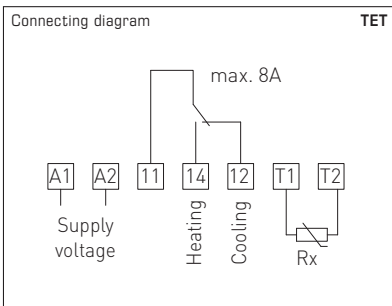 Connecting diagram TET
max. 8A
A1 A2 11 14 12 T1 T2
Supply
voltage
Heating
Cooling
Rx